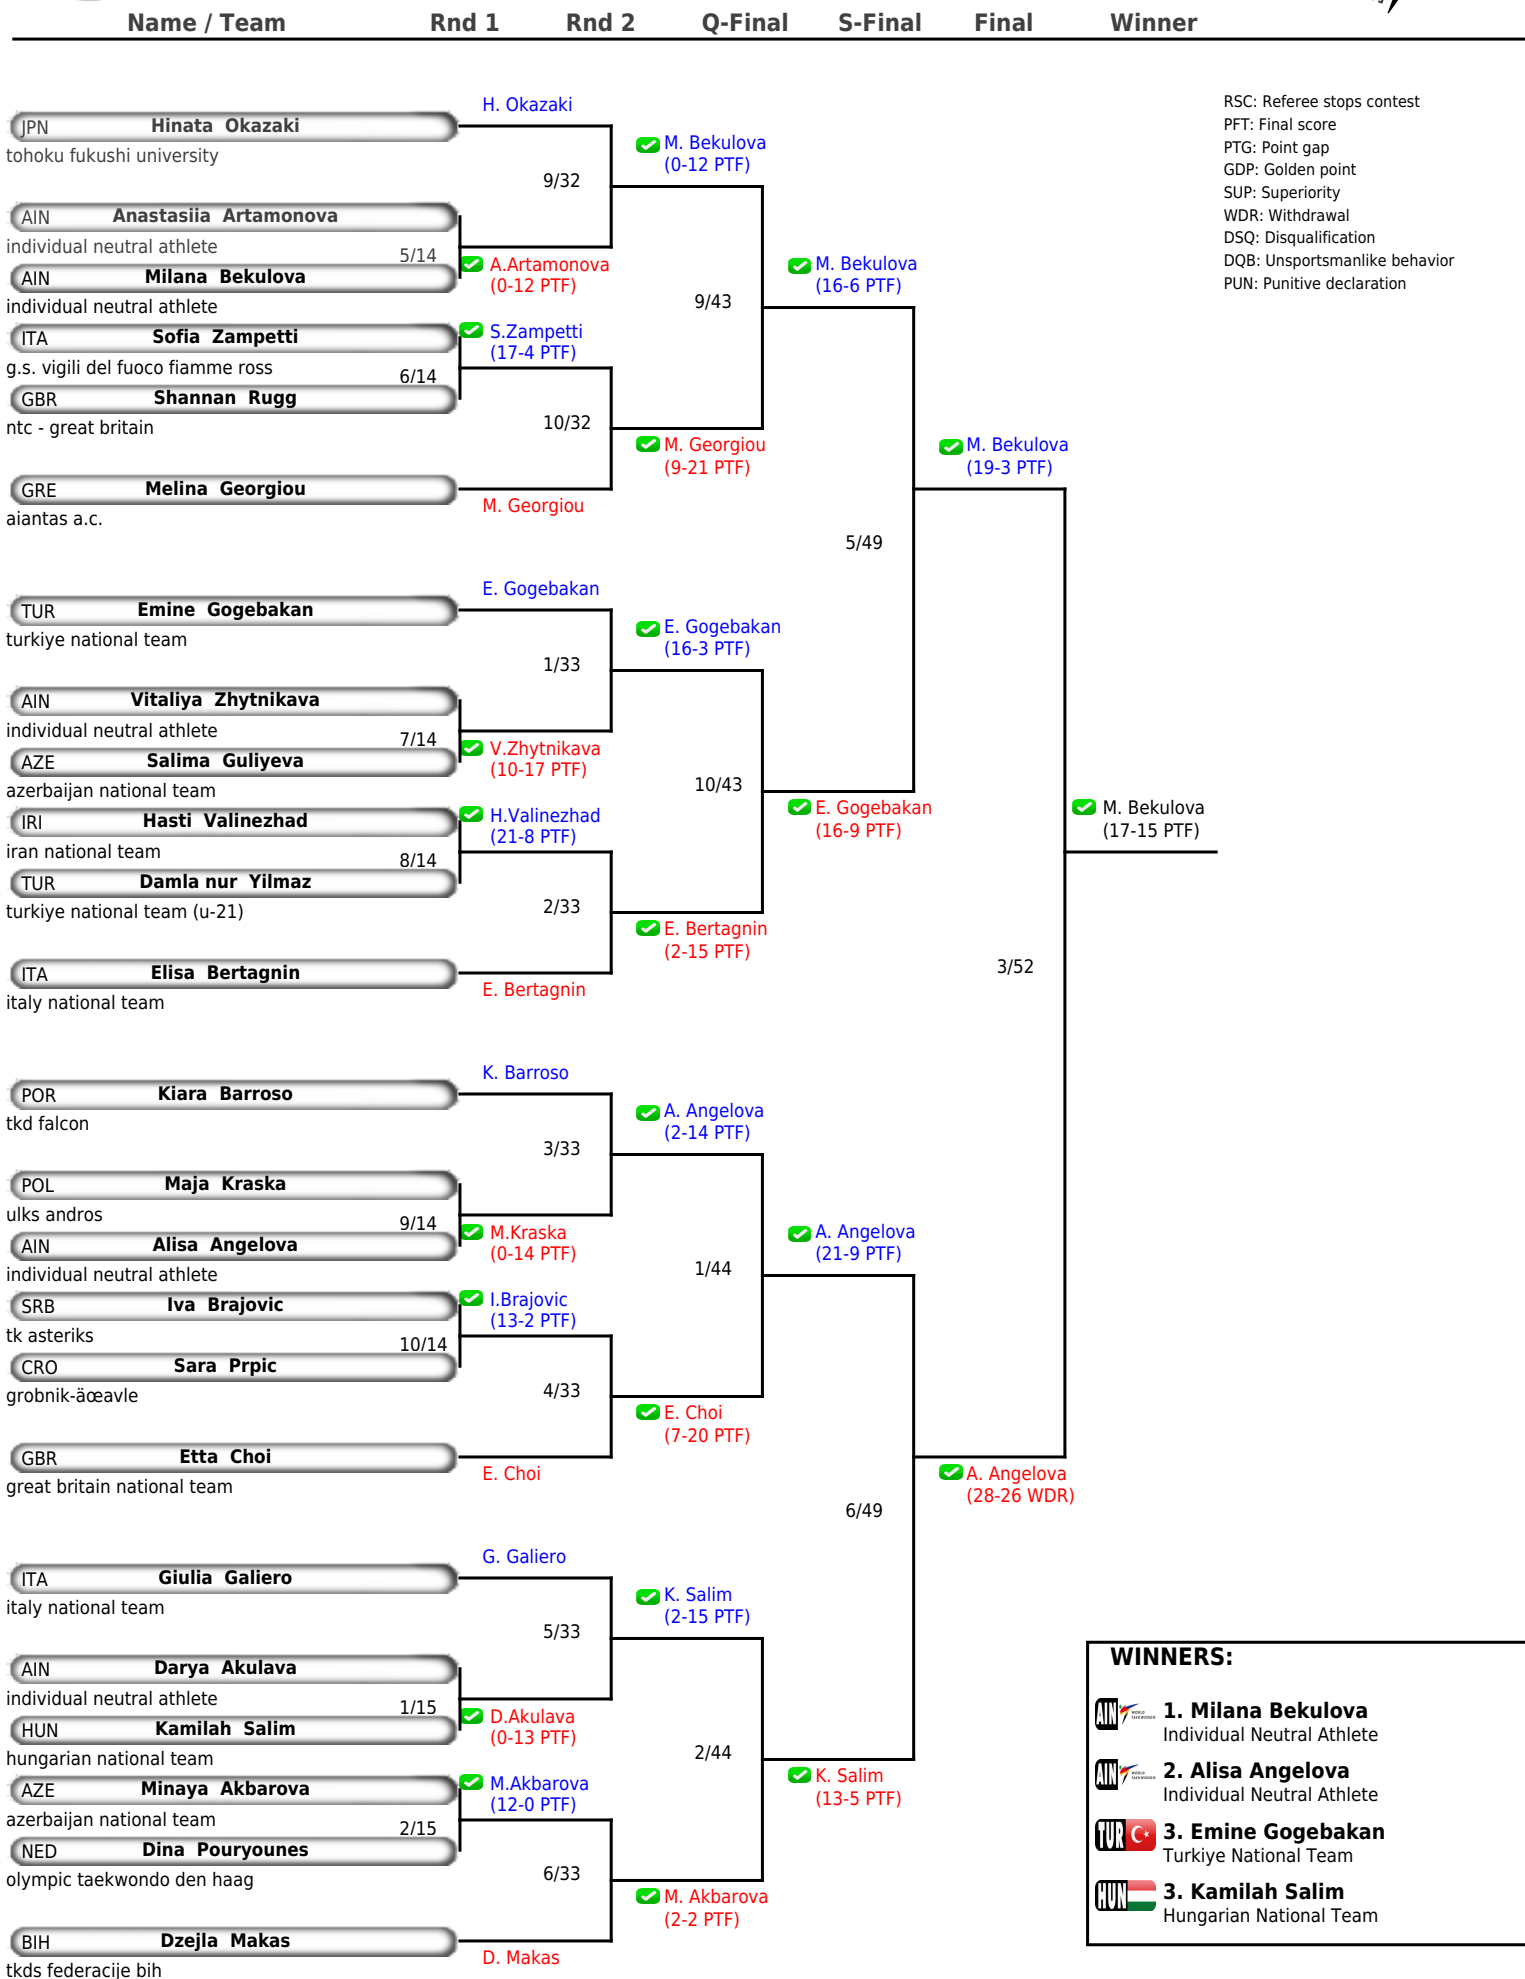 Name / Team Rnd 1 Rnd 2 Q-Final S-Final Final Winner
RSC: Referee stops contest
PFT: Final score
PTG: Point gap
GDP: Golden point
SUP: Superiority
WDR: Withdrawal
DSQ: Disqualification
DQB: Unsportsmanlike behavior
PUN: Punitive declaration
H. Okazaki
JPN Hinata Okazaki
tohoku fukushi university
M. Bekulova
(0-12 PTF)
9/32
AIN Anastasiia Artamonova
individual neutral athlete
5/14
AIN Milana Bekulova
individual neutral athlete
A.Artamonova
(0-12 PTF)
M. Bekulova
(16-6 PTF)
9/43
ITA Sofia Zampetti
g.s. vigili del fuoco fiamme ross
S.Zampetti
(17-4 PTF)
6/14
GBR Shannan Rugg
ntc - great britain
10/32
M. Georgiou
(9-21 PTF)
M. Bekulova
(19-3 PTF)
GRE Melina Georgiou
aiantas a.c.
M. Georgiou
5/49
E. Gogebakan
TUR Emine Gogebakan
turkiye national team
E. Gogebakan
(16-3 PTF)
1/33
AIN Vitaliya Zhytnikava
individual neutral athlete
7/14
AZE Salima Guliyeva
azerbaijan national team
V.Zhytnikava
(10-17 PTF)
10/43
E. Gogebakan
(16-9 PTF)
M. Bekulova
(17-15 PTF)
IRI Hasti Valinezhad
iran national team
H.Valinezhad
(21-8 PTF)
8/14
TUR Damla nur Yilmaz
turkiye national team (u-21)
2/33
E. Bertagnin
(2-15 PTF)
ITA Elisa Bertagnin
italy national team
E. Bertagnin
3/52
K. Barroso
POR Kiara Barroso
tkd falcon
A. Angelova
(2-14 PTF)
3/33
POL Maja Kraska
ulks andros
9/14
AIN Alisa Angelova
individual neutral athlete
M.Kraska
(0-14 PTF)
A. Angelova
(21-9 PTF)
1/44
SRB Iva Brajovic
tk asteriks
I.Brajovic
(13-2 PTF)
10/14
CRO Sara Prpic
grobnik-äœavle
4/33
E. Choi
(7-20 PTF)
GBR Etta Choi
great britain national team
E. Choi
A. Angelova
(28-26 WDR)
6/49
G. Galiero
ITA Giulia Galiero
italy national team
K. Salim
(2-15 PTF)
5/33
AIN Darya Akulava
individual neutral athlete
1/15
HUN Kamilah Salim
hungarian national team
D.Akulava
(0-13 PTF)
2/44
K. Salim
(13-5 PTF)
AZE Minaya Akbarova
azerbaijan national team
M.Akbarova
(12-0 PTF)
2/15
NED Dina Pouryounes
olympic taekwondo den haag
6/33
M. Akbarova
(2-2 PTF)
BIH Dzejla Makas
tkds federacije bih
D. Makas
WINNERS:
AIN 1. Milana Bekulova
Individual Neutral Athlete
AIN 2. Alisa Angelova
Individual Neutral Athlete
TUR 3. Emine Gogebakan
Turkiye National Team
HUN 3. Kamilah Salim
Hungarian National Team